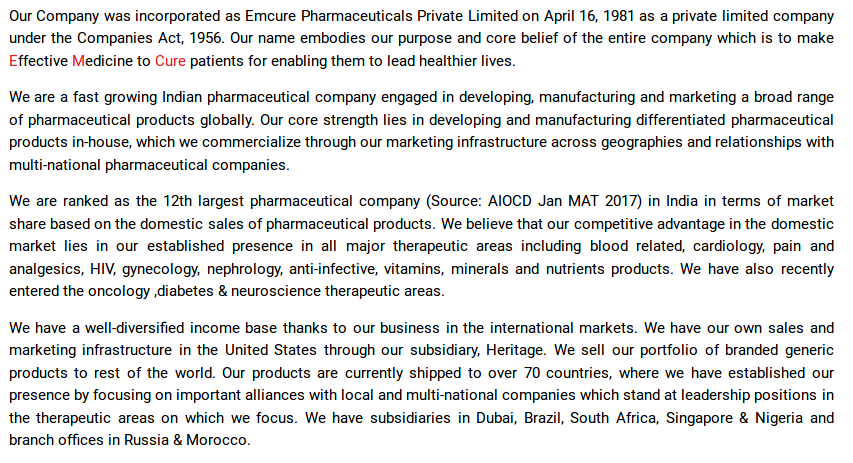 Our Company was incorporated as Emcure Pharmaceuticals Private Limited on April 16, 1981 as a private limited company
under the Companies Act, 1956. Our name embodies our purpose and core belief of the entire company which is to make
Effective Medicine to Cure patients for enabling them to lead healthier lives.
We are a fast growing Indian pharmaceutical company engaged in developing, manufacturing and marketing a broad range
of pharmaceutical products globally. Our core strength lies in developing and manufacturing differentiated pharmaceutical
products in-house, which we commercialize through our marketing infrastructure across geographies and relationships with
multi-national pharmaceutical companies.
We are ranked as the 12th largest pharmaceutical company (Source: AIOCD Jan MAT 2017) in India in terms of market
share based on the domestic sales of pharmaceutical products. We believe that our competitive advantage in the domestic
market lies in our established presence in all major therapeutic areas including blood related, cardiology, pain and
analgesics, HIV, gynecology, nephrology, anti-infective, vitamins, minerals and nutrients products. We have also recently
entered the oncology ,diabetes & neuroscience therapeutic areas.
We have a well-diversified income base thanks to our business in the international markets. We have our own sales and
marketing infrastructure in the United States through our subsidiary, Heritage. We sell our portfolio of branded generic
products to rest of the world. Our products are currently shipped to over 70 countries, where we have established our
presence by focusing on important alliances with local and multi-national companies which stand at leadership positions in
the therapeutic areas on which we focus. We have subsidiaries in Dubai, Brazil, South Africa, Singapore & Nigeria and
branch offices in Russia & Morocco.